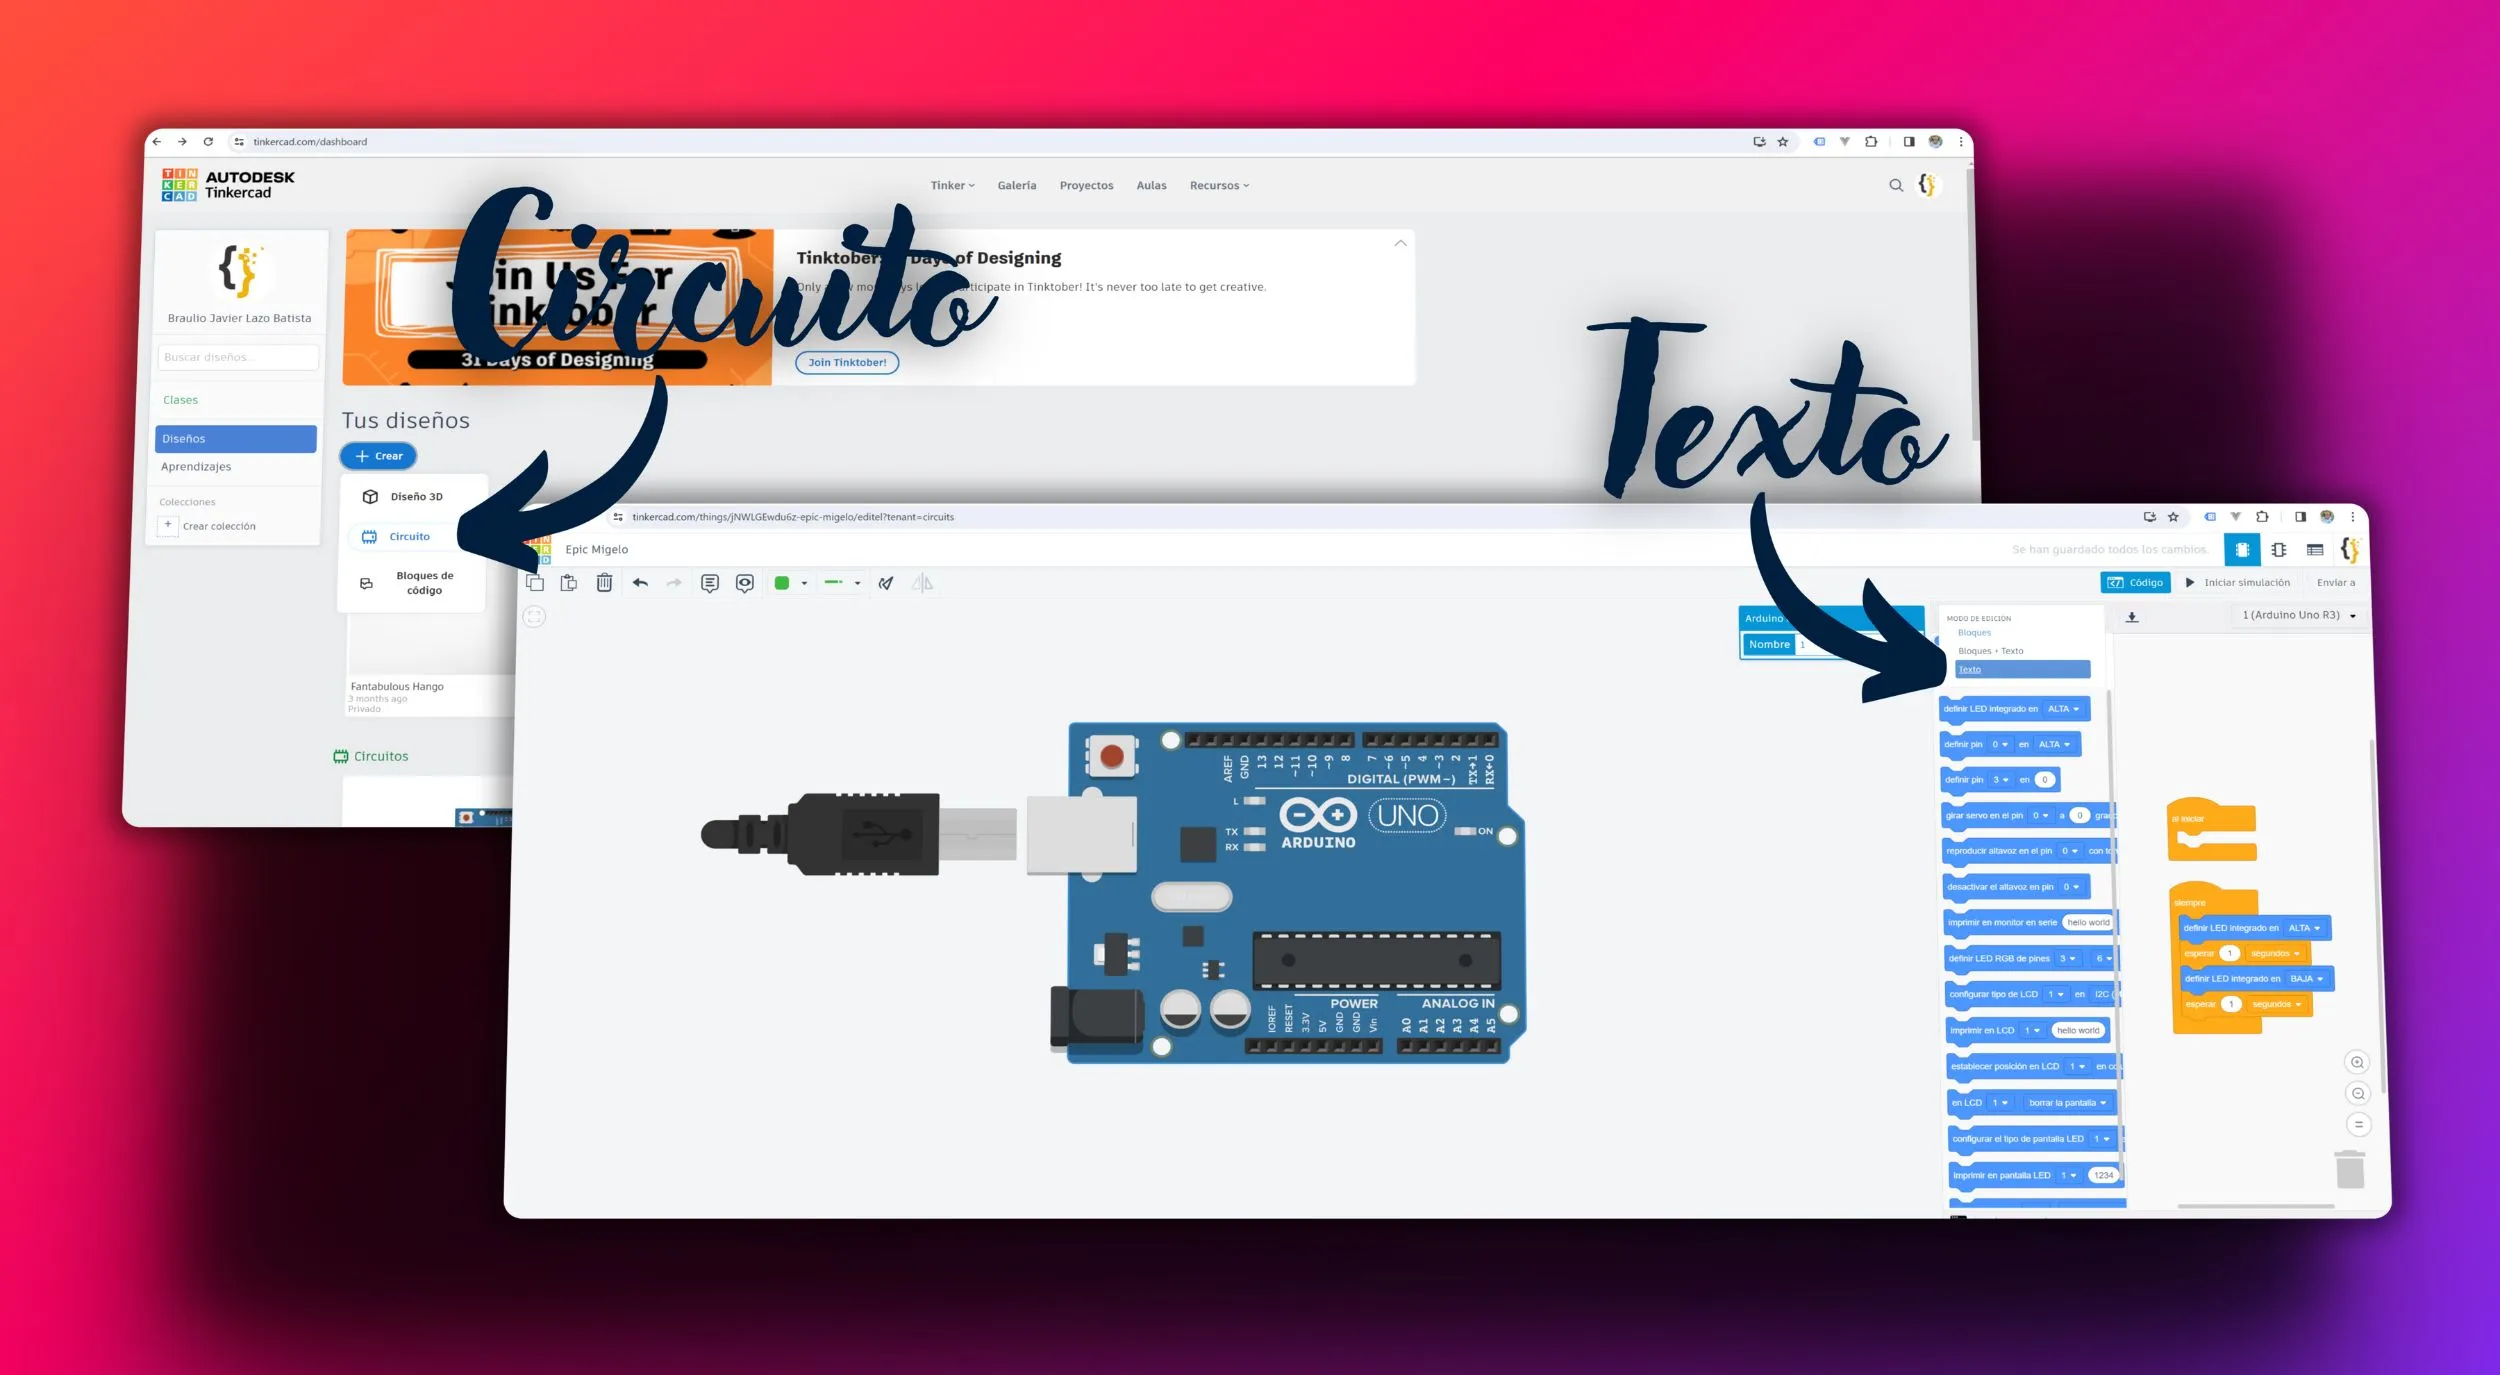 tinkercad.com/dashboard
TIN
KER
CAD
AUTODESK
Tinkercad
Tinker
Galería
Proyectos
Aulas
Recursos
Circuito
Braulio Javier Lazo Batista
Buscar diseños...
Clases
Diseños
Aprendizajes
Colecciones
+ Crear colección
31 Days of Designing
Tinktober: Days of Designing
participate in Tinktober! It's never too late to get creative.
Join Tinktober!
Tus diseños
+ Crear
Diseño 3D
Circuito
Bloques de
código
Fantabulous Hango
3 months ago
Privado
Circuitos
Texto
tinkercad.com/things/jNWLGEwdu6z-epic-migelo/editel?tenant=circuits
Epic Migelo
Se han guardado todos los cambios.
Código
Iniciar simulación
Enviar a
Arduino
Nombre 1
MODO DE EDICIÓN
Bloques
Bloques + Texto
Texto
1 (Arduino Uno R3)
definir LED integrado en ALTA
definir pin 0 en ALTA
definir pin 3 en 0
girar servo en el pin 0 a 0
reproducir altavoz en el pin 0 con
desactivar el altavoz en pin 0
imprimir en monitor en serie hello world
definir LED RGB de pines 3 6
configurar tipo de LCD 1 en I2C
imprimir en LCD 1 hello world
establecer posición en LCD 1 en
en LCD 1 borrar la pantalla
configurar el tipo de pantalla LED 1
imprimir en pantalla LED 1 1234
al iniciar
siempre
definir LED integrado en ALTA
esperar 1 segundos
definir LED integrado en BAJA
esperar 1 segundos
AREF GND 13 12 ~11 ~10 ~9 8 7 ~6 ~5 4 ~3 2 TX→1 RX←0
DIGITAL (PWM~)
L
TX
RX
ARDUINO
UNO
ON
POWER
ANALOG IN
IOREF RESET 3.3V 5V GND GND Vin A0 A1 A2 A3 A4 A5